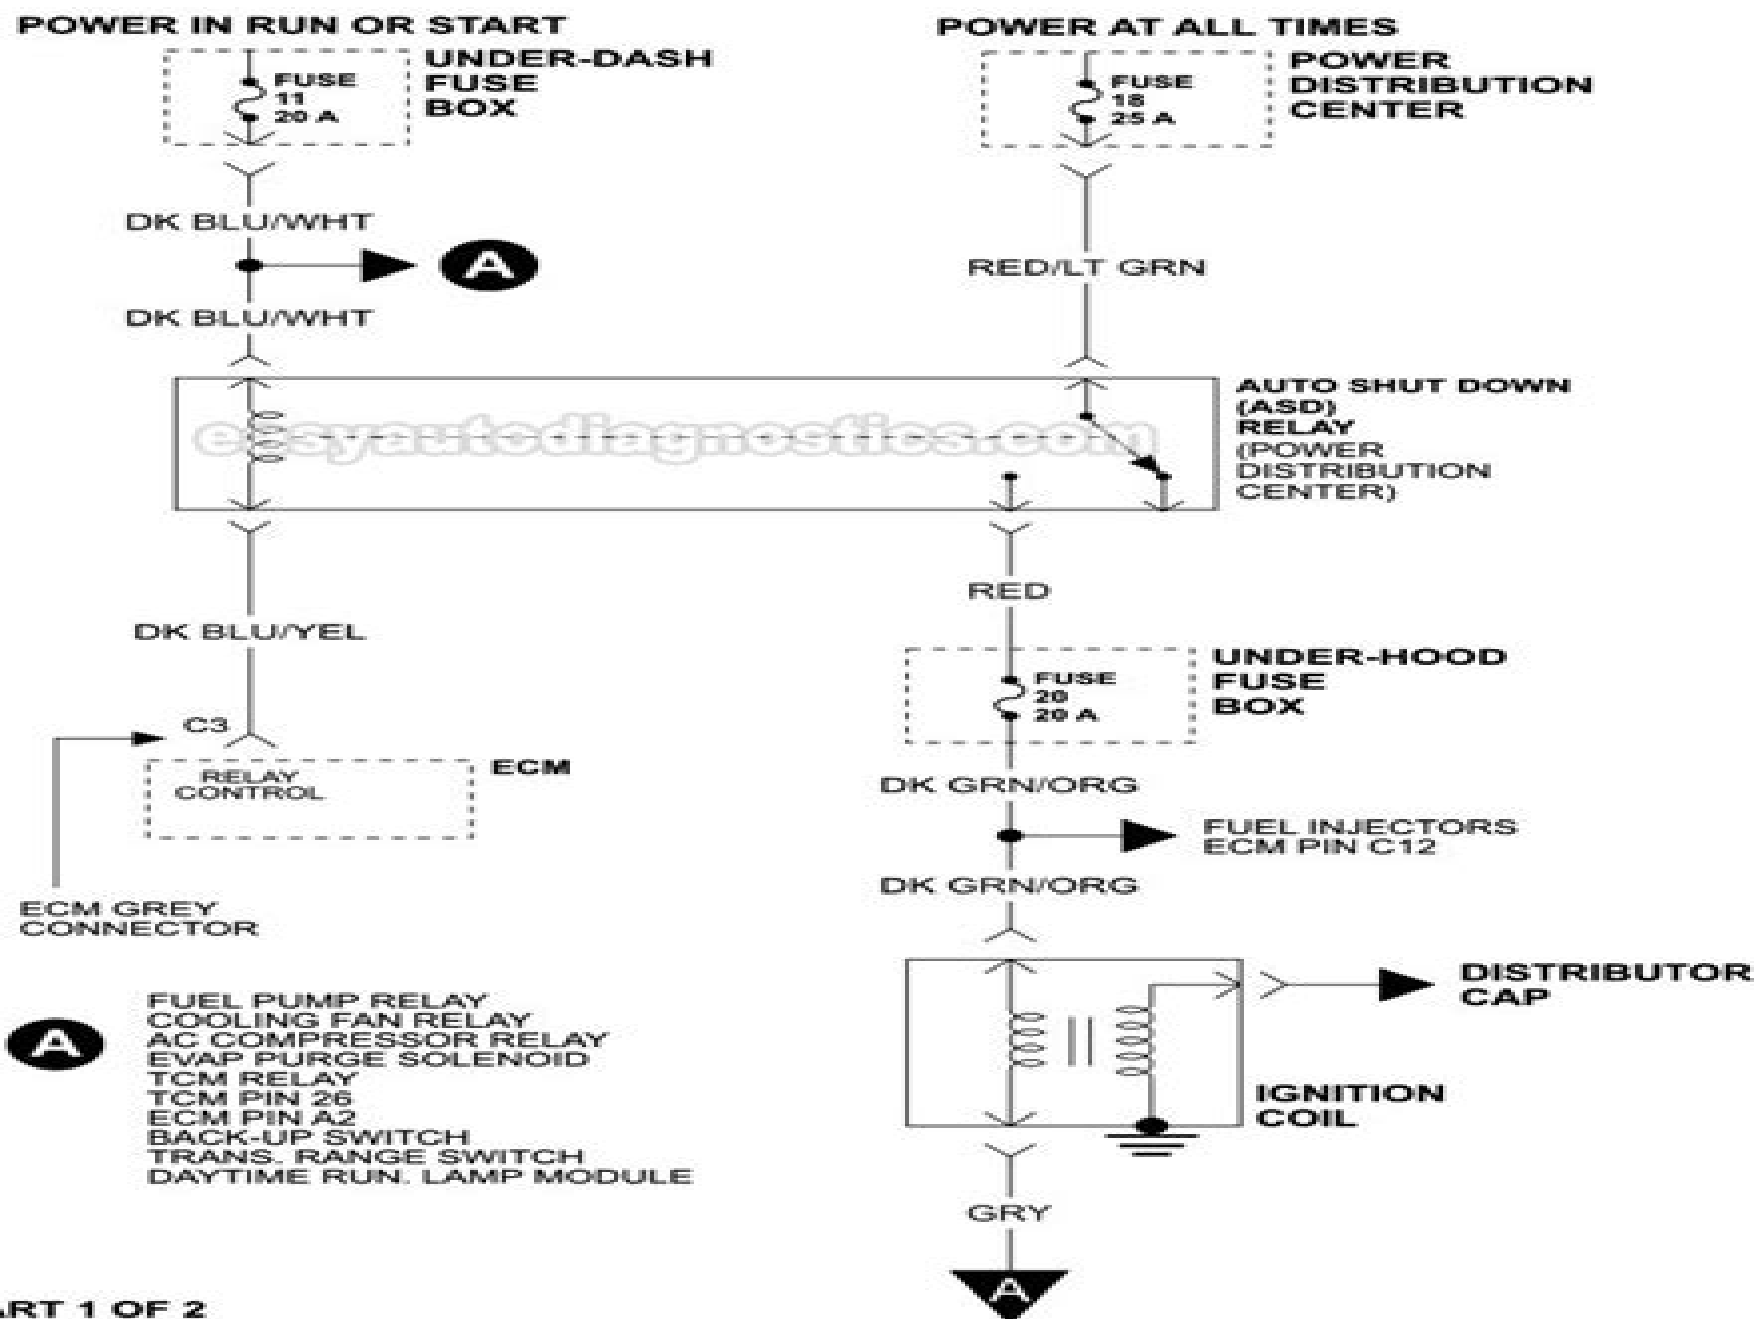 POWER IN RUN OR START
FUSE
11
20 A
UNDER-DASH
FUSE
BOX
POWER AT ALL TIMES
FUSE
18
25 A
POWER
DISTRIBUTION
CENTER
DK BLU/WHT
A
DK BLU/WHT
RED/LT GRN
easyautodiagnostics.com
AUTO SHUT DOWN
(ASD)
RELAY
(POWER
DISTRIBUTION
CENTER)
DK BLU/YEL
RED
C3
RELAY
CONTROL
ECM
FUSE
20
20 A
UNDER-HOOD
FUSE
BOX
DK GRN/ORG
FUEL INJECTORS
ECM PIN C12
DK GRN/ORG
ECM GREY
CONNECTOR
DISTRIBUTOR
CAP
IGNITION
COIL
GRY
A
A
FUEL PUMP RELAY
COOLING FAN RELAY
AC COMPRESSOR RELAY
EVAP PURGE SOLENOID
TCM RELAY
TCM PIN 26
ECM PIN A2
BACK-UP SWITCH
TRANS. RANGE SWITCH
DAYTIME RUN. LAMP MODULE
ART 1 OF 2